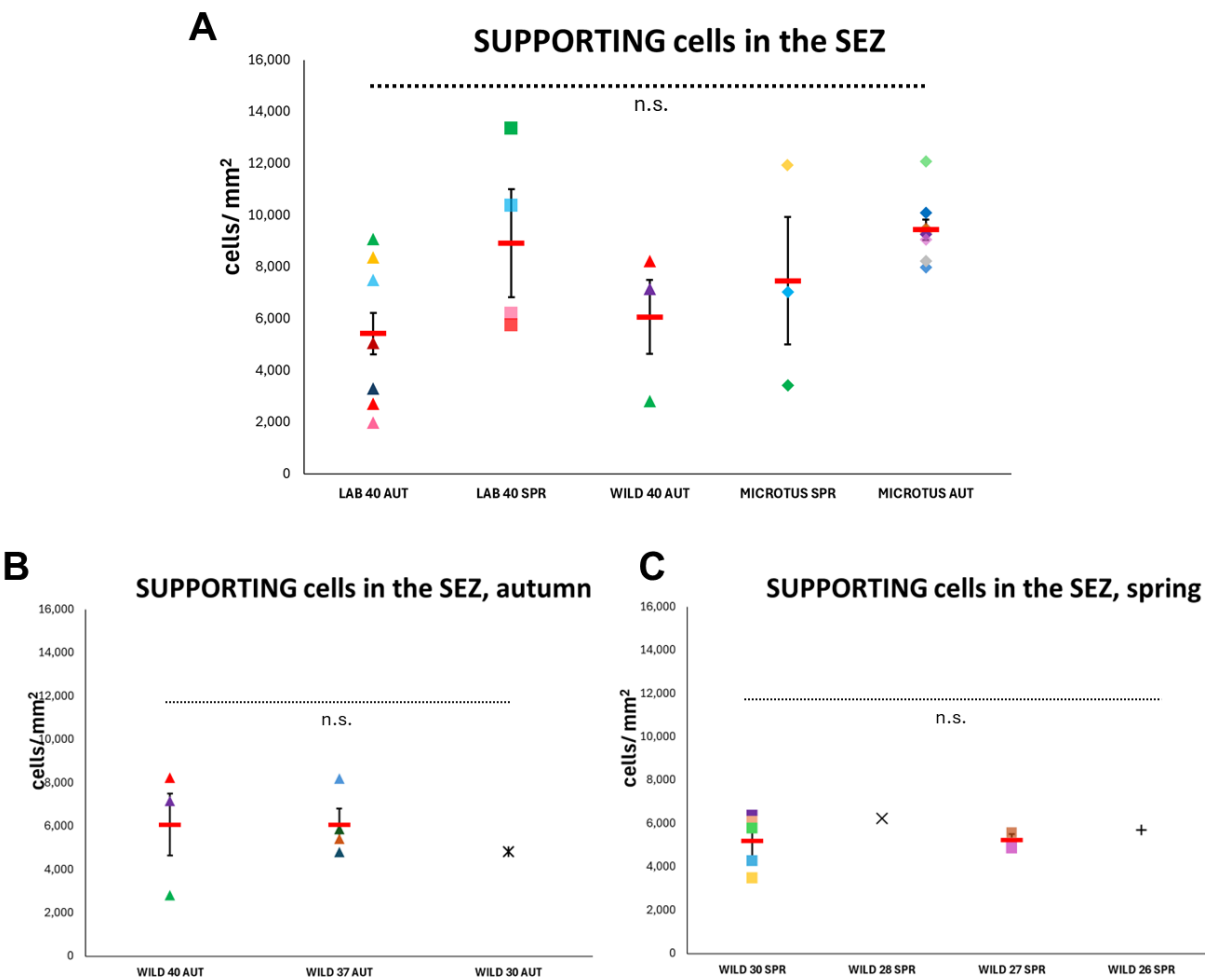 A
SUPPORTING cells in the SEZ
16,000
14,000
12,000
10,000
8,000
6,000
4,000
2,000
0
cells/ mm²
n.s.
LAB 40 AUT
LAB 40 SPR
WILD 40 AUT
MICROTUS SPR
MICROTUS AUT
B
SUPPORTING cells in the SEZ, autumn
16,000
14,000
12,000
10,000
8,000
6,000
4,000
2,000
0
cells/ mm²
n.s.
WILD 40 AUT
WILD 37 AUT
WILD 30 AUT
C
SUPPORTING cells in the SEZ, spring
16,000
14,000
12,000
10,000
8,000
6,000
4,000
2,000
0
cells/ mm²
n.s.
WILD 30 SPR
WILD 28 SPR
WILD 27 SPR
WILD 26 SPR